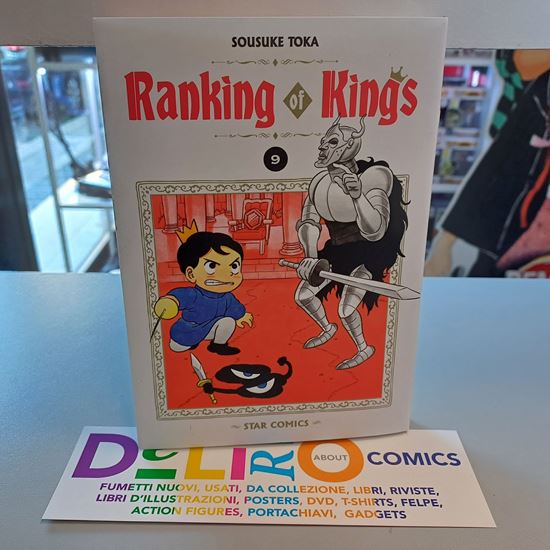 SOUSUKE TOKA
Ranking of Kings
9
STAR COMICS
DeLIRO ABOUT COMICS
FUMETTI NUOVI, USATI, DA COLLEZIONE, LIBRI, RIVISTE,
LIBRI D'ILLUSTRAZIONI, POSTERS, DVD, T-SHIRTS, FELPE,
ACTION FIGURES, PORTACHIAVI, GADGETS